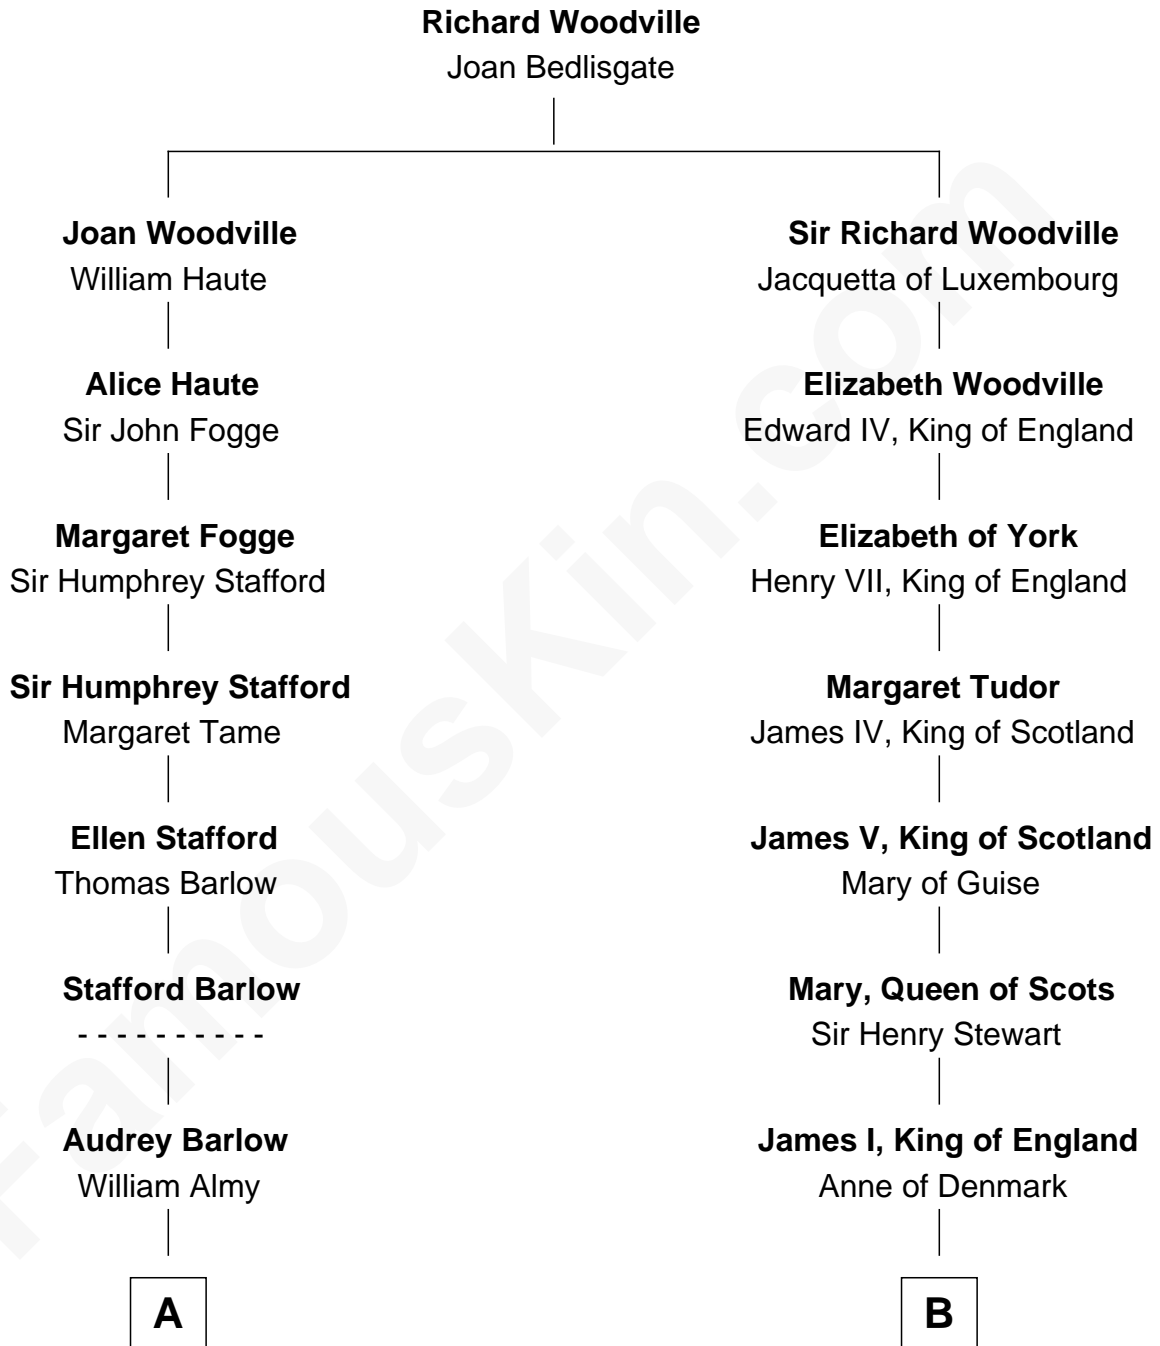 Richard Woodville
Joan Bedlisgate
Joan Woodville
William Haute
Sir Richard Woodville
Jacquetta of Luxembourg
Alice Haute
Sir John Fogge
Elizabeth Woodville
Edward IV, King of England
Margaret Fogge
Sir Humphrey Stafford
Elizabeth of York
Henry VII, King of England
Sir Humphrey Stafford
Margaret Tame
Margaret Tudor
James IV, King of Scotland
Ellen Stafford
Thomas Barlow
James V, King of Scotland
Mary of Guise
Stafford Barlow
- - - - - - - - - -
Mary, Queen of Scots
Sir Henry Stewart
Audrey Barlow
William Almy
James I, King of England
Anne of Denmark
A
B
FamousKin.com